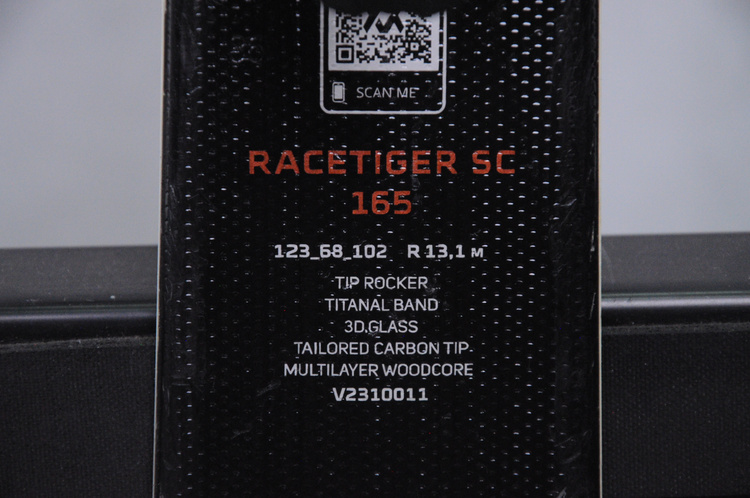 SCAN ME
RACETIGER SC
165
123_68_102 R 13,1 M
TIP ROCKER
TITANAL BAND
3D.GLASS
TAILORED CARBON TIP
MULTILAYER WOODCORE
V2310011